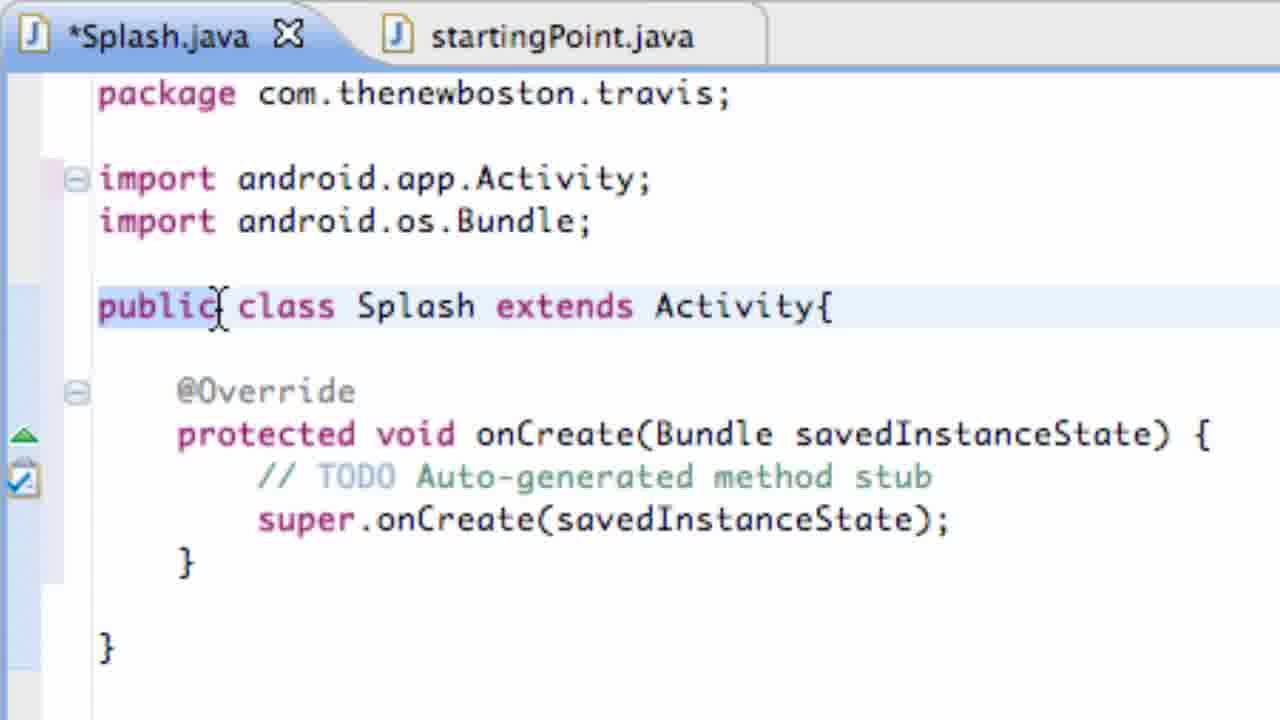 *Splash.java startingPoint.java
package com.thenewboston.travis;
import android.app.Activity;
import android.os.Bundle;
public class Splash extends Activity{
@Override
protected void onCreate(Bundle savedInstanceState) {
// TODO Auto-generated method stub
super.onCreate(savedInstanceState);
}
}